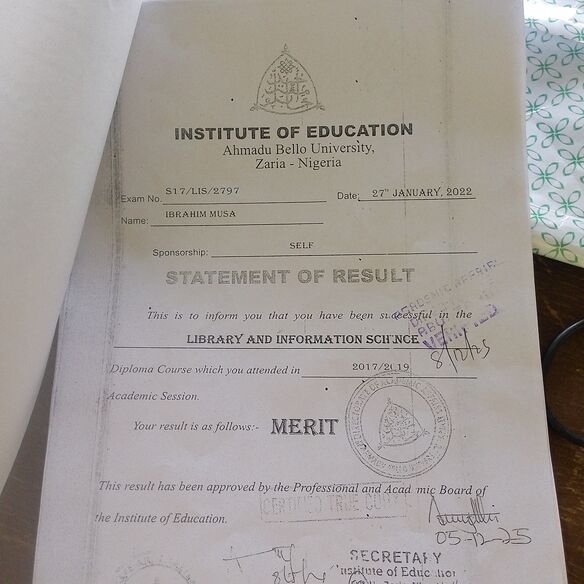 INSTITUTE OF EDUCATION
Ahmadu Bello University,
Zaria - Nigeria
Exam No. S17/LIS/2797 Date: 27TH JANUARY, 2022
Name: IBRAHIM MUSA
Sponsorship: SELF
STATEMENT OF RESULT
This is to inform you that you have been successful in the
LIBRARY AND INFORMATION SCIENCE
VERIFIED
8/12/25
Diploma Course which you attended in 2017/2019
Academic Session.
Your result is as follows:- MERIT
This result has been approved by the Professional and Academic Board of
CERTIFIED TRUE COPY
the Institute of Education.
05-12-25
SECRETARY
Institute of Education